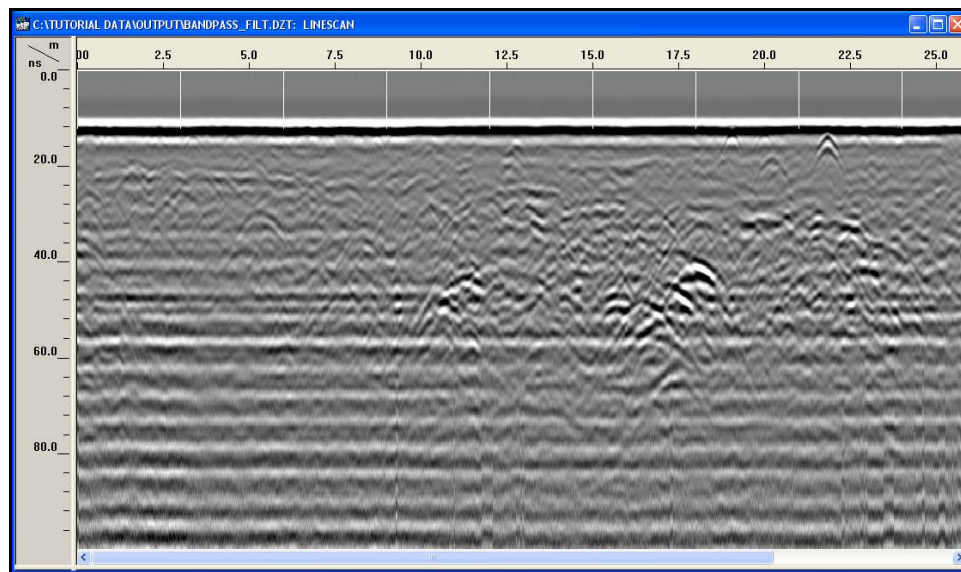 C:\TUTORIAL DATA\OUTPUT\BANDPASS_FILT.DZT: LINESCAN
m
ns
00 2.5 5.0 7.5 10.0 12.5 15.0 17.5 20.0 22.5 25.0
0.0
20.0
40.0
60.0
80.0